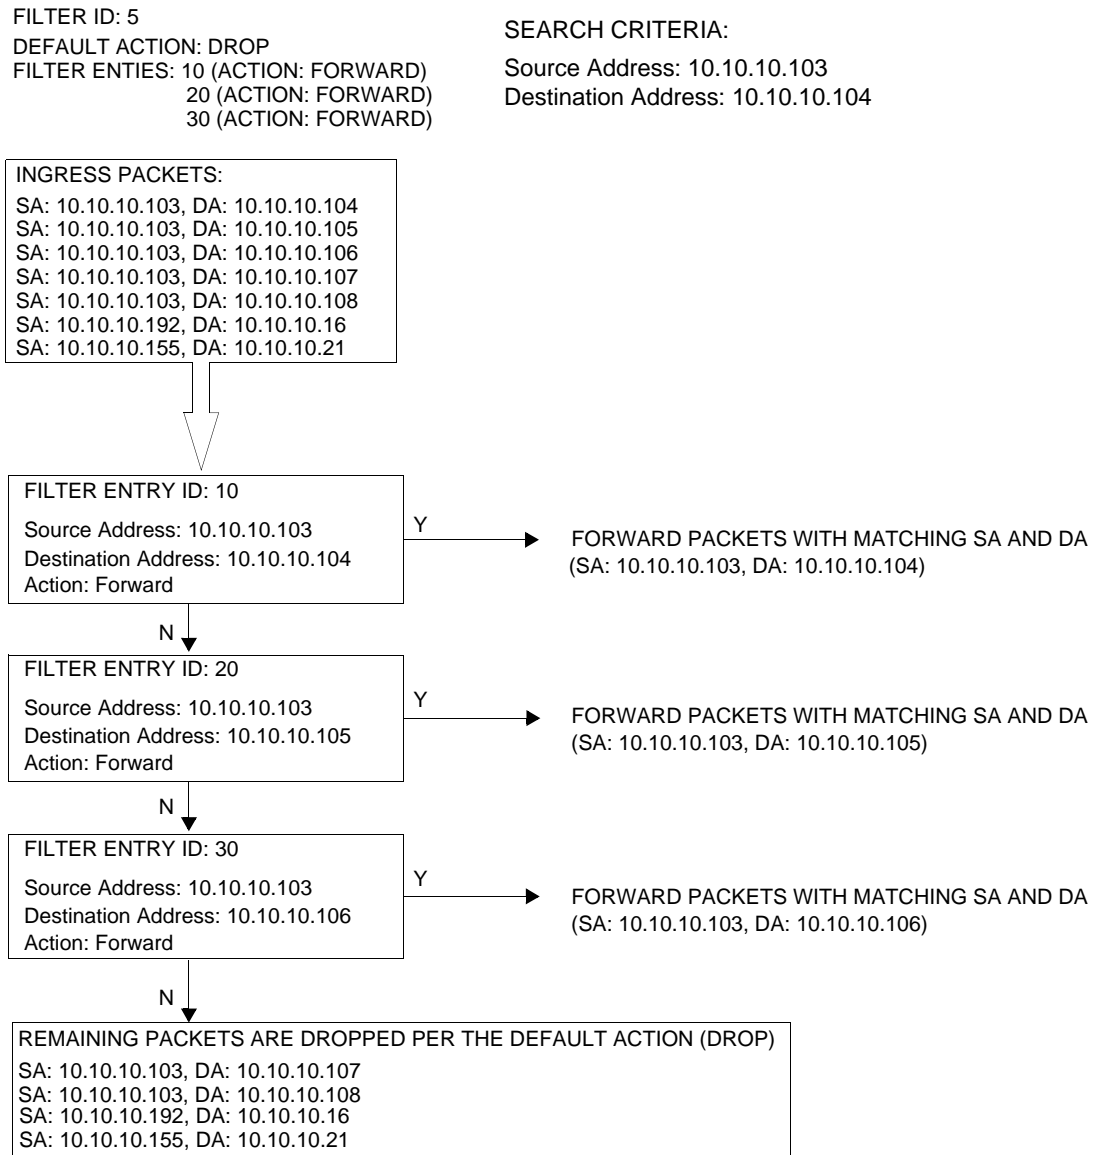 FILTER ID: 5
DEFAULT ACTION: DROP
FILTER ENTIES: 10 (ACTION: FORWARD)
20 (ACTION: FORWARD)
30 (ACTION: FORWARD)
SEARCH CRITERIA:
Source Address: 10.10.10.103
Destination Address: 10.10.10.104
INGRESS PACKETS:
SA: 10.10.10.103, DA: 10.10.10.104
SA: 10.10.10.103, DA: 10.10.10.105
SA: 10.10.10.103, DA: 10.10.10.106
SA: 10.10.10.103, DA: 10.10.10.107
SA: 10.10.10.103, DA: 10.10.10.108
SA: 10.10.10.192, DA: 10.10.10.16
SA: 10.10.10.155, DA: 10.10.10.21
FILTER ENTRY ID: 10
Source Address: 10.10.10.103
Destination Address: 10.10.10.104
Action: Forward
Y
FORWARD PACKETS WITH MATCHING SA AND DA
(SA: 10.10.10.103, DA: 10.10.10.104)
N
FILTER ENTRY ID: 20
Source Address: 10.10.10.103
Destination Address: 10.10.10.105
Action: Forward
Y
FORWARD PACKETS WITH MATCHING SA AND DA
(SA: 10.10.10.103, DA: 10.10.10.105)
N
FILTER ENTRY ID: 30
Source Address: 10.10.10.103
Destination Address: 10.10.10.106
Action: Forward
Y
FORWARD PACKETS WITH MATCHING SA AND DA
(SA: 10.10.10.103, DA: 10.10.10.106)
N
REMAINING PACKETS ARE DROPPED PER THE DEFAULT ACTION (DROP)
SA: 10.10.10.103, DA: 10.10.10.107
SA: 10.10.10.103, DA: 10.10.10.108
SA: 10.10.10.192, DA: 10.10.10.16
SA: 10.10.10.155, DA: 10.10.10.21